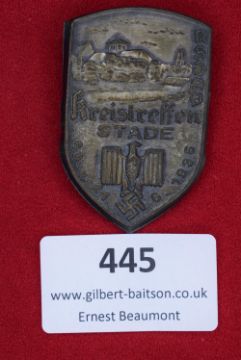 Kreistreffen
STADE
1936
445
www.gilbert-baitson.co.uk
Ernest Beaumont